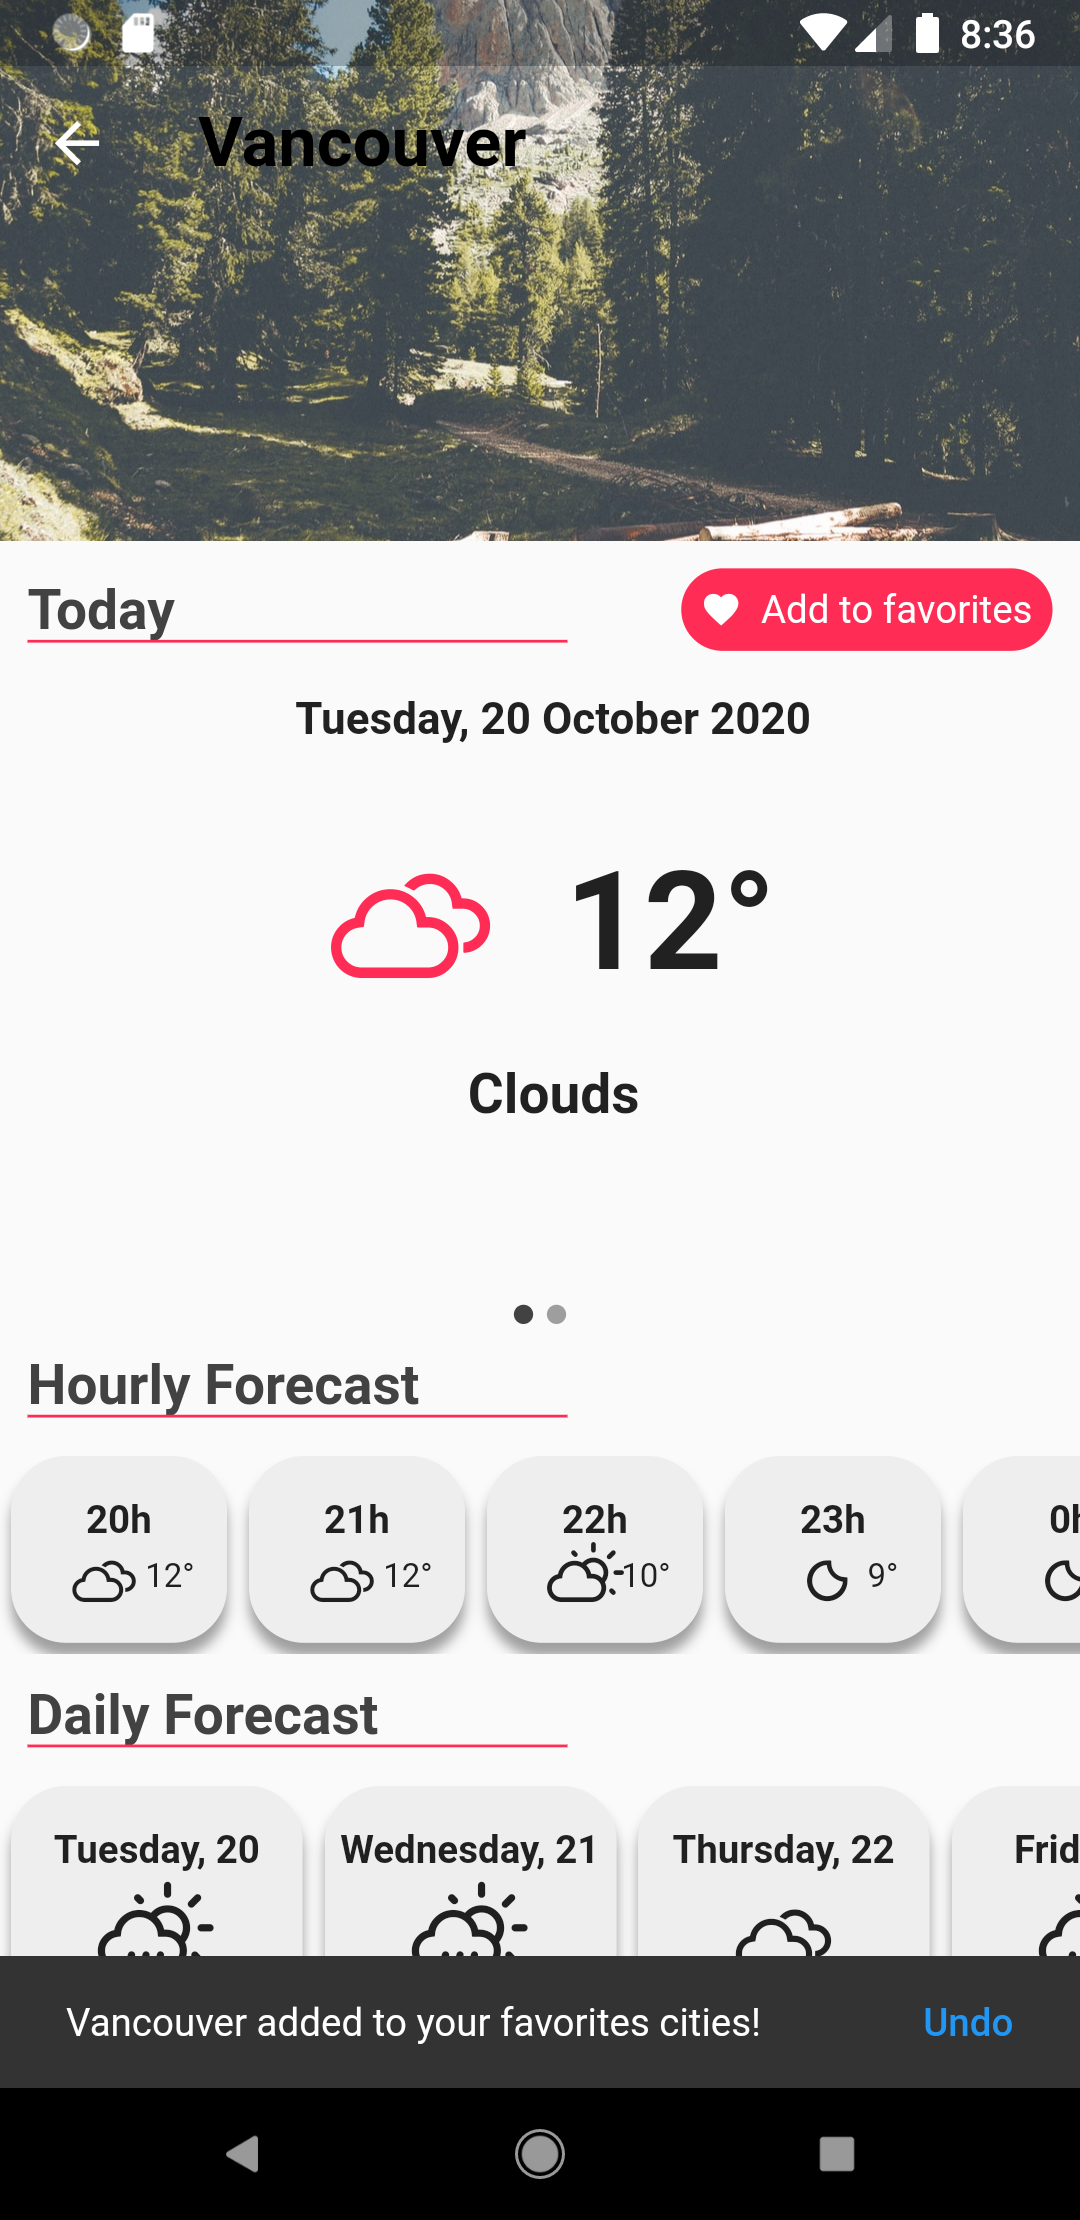 8:36
Vancouver
Today
Add to favorites
Tuesday, 20 October 2020
12°
Clouds
Hourly Forecast
20h 21h 22h 23h 0h
12° 12° 10° 9°
Daily Forecast
Tuesday, 20 Wednesday, 21 Thursday, 22 Frid
Vancouver added to your favorites cities! Undo